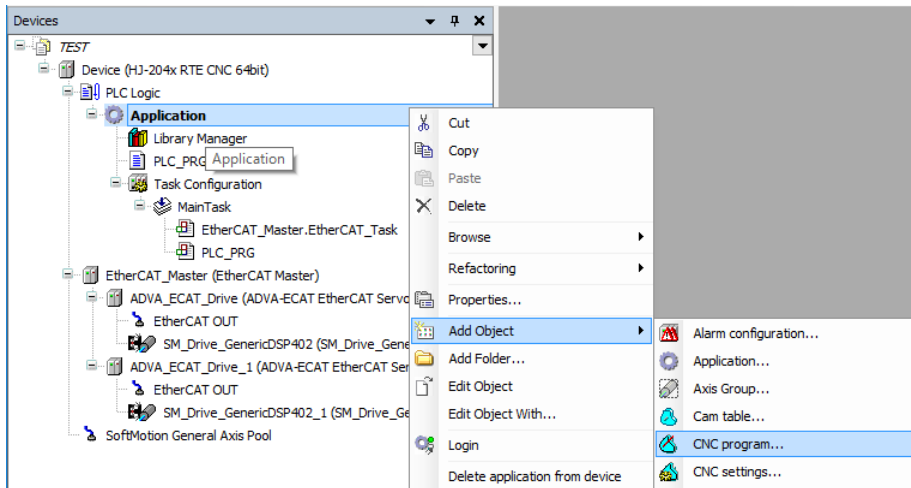 Devices
TEST
Device (HJ-204x RTE CNC 64bit)
PLC Logic
Application
Library Manager
PLC_PRG
Application
Task Configuration
MainTask
EtherCAT_Master.EtherCAT_Task
PLC_PRG
EtherCAT_Master (EtherCAT Master)
ADVA_ECAT_Drive (ADVA-ECAT EtherCAT Servo
EtherCAT OUT
SM_Drive_GenericDSP402 (SM_Drive_Gene
ADVA_ECAT_Drive_1 (ADVA-ECAT EtherCAT Ser
EtherCAT OUT
SM_Drive_GenericDSP402_1 (SM_Drive_Ge
SoftMotion General Axis Pool
Cut
Copy
Paste
Delete
Browse
Refactoring
Properties...
Add Object
Add Folder...
Edit Object
Edit Object With...
Login
Delete application from device
Alarm configuration...
Application...
Axis Group...
Cam table...
CNC program...
CNC settings...